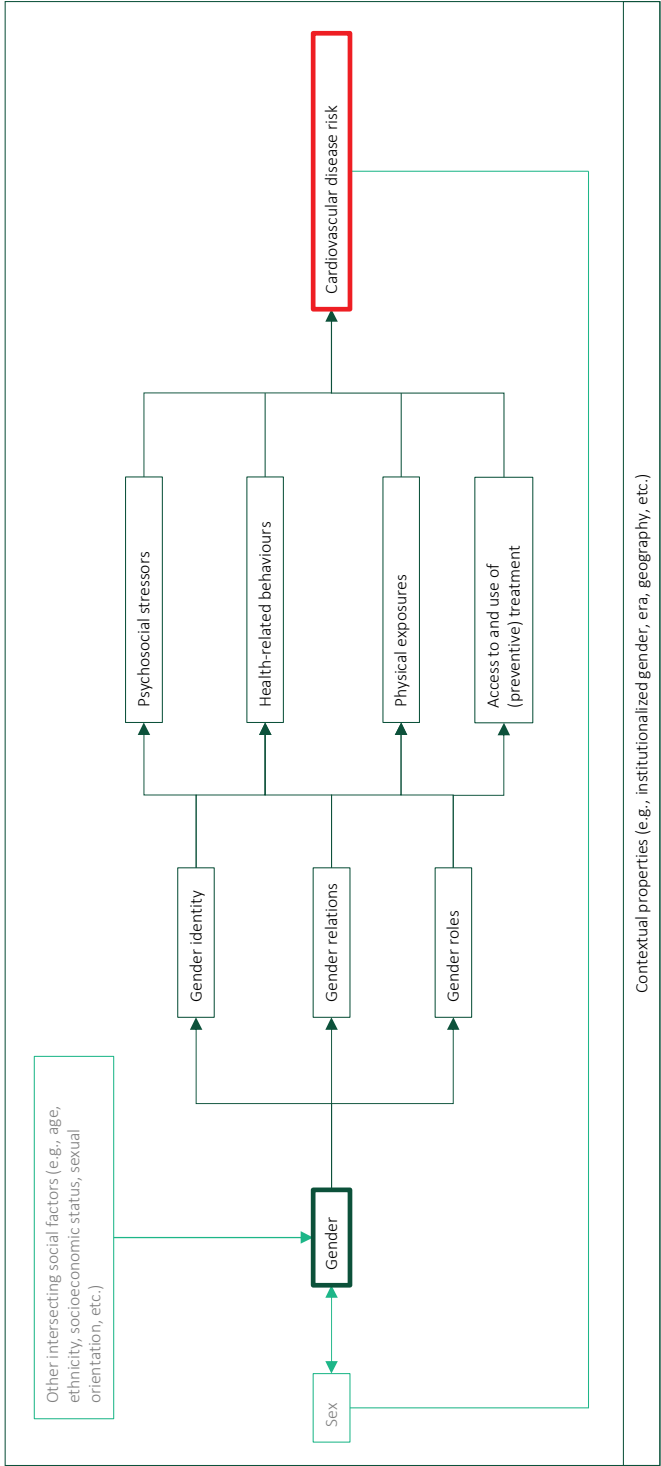 Other intersecting social factors (e.g., age,
ethnicity, socioeconomic status, sexual
orientation, etc.)
Sex
Gender
Gender identity
Gender relations
Gender roles
Psychosocial stressors
Health-related behaviours
Physical exposures
Access to and use of
(preventive) treatment
Cardiovascular disease risk
Contextual properties (e.g., institutionalized gender, era, geography, etc.)